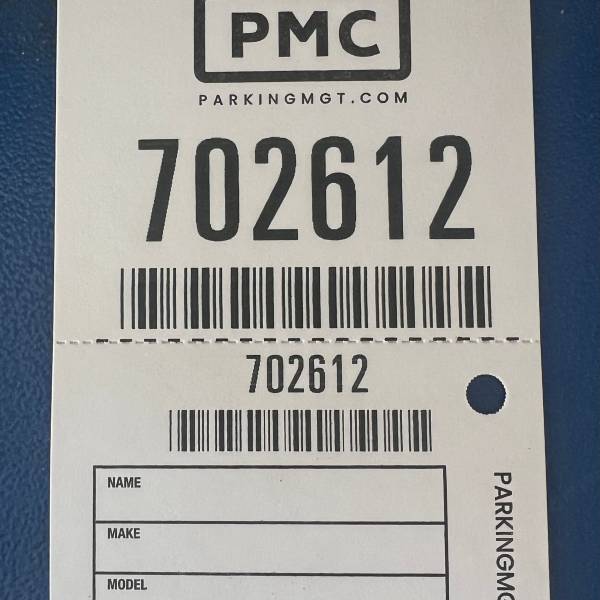 PMC
PARKINGMGT.COM
702612
702612
NAME
MAKE
MODEL